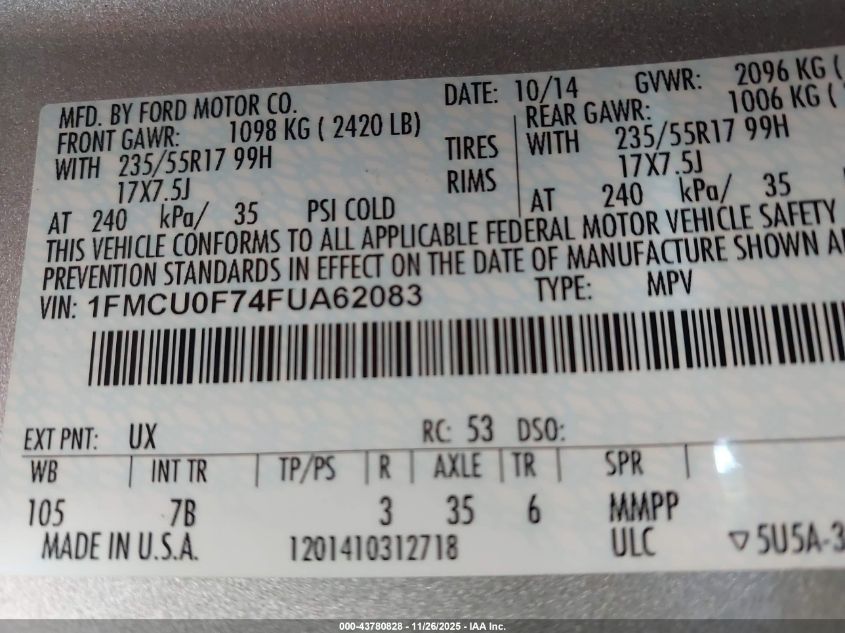 MFD. BY FORD MOTOR CO. DATE: 10/14 GVWR: 2096 KG (
FRONT GAWR: 1098 KG ( 2420 LB) REAR GAWR: 1006 KG (
WITH 235/55R17 99H TIRES WITH 235/55R17 99H
17X7.5J RIMS 17X7.5J
AT 240 kPa/ 35 PSI COLD AT 240 kPa/ 35
THIS VEHICLE CONFORMS TO ALL APPLICABLE FEDERAL MOTOR VEHICLE SAFETY
PREVENTION STANDARDS IN EFFECT ON THE DATE OF MANUFACTURE SHOWN
VIN: 1FMCU0F74FUA62083 TYPE: MPV
EXT PNT: UX RC: 53 DSO:
WB INT TR TP/PS R AXLE TR SPR
105 7B 3 35 6 MMPP
MADE IN U.S.A. 1201410312718 ULC ▽5U5A-3
000-43780828 - 11/26/2025 - IAA Inc.